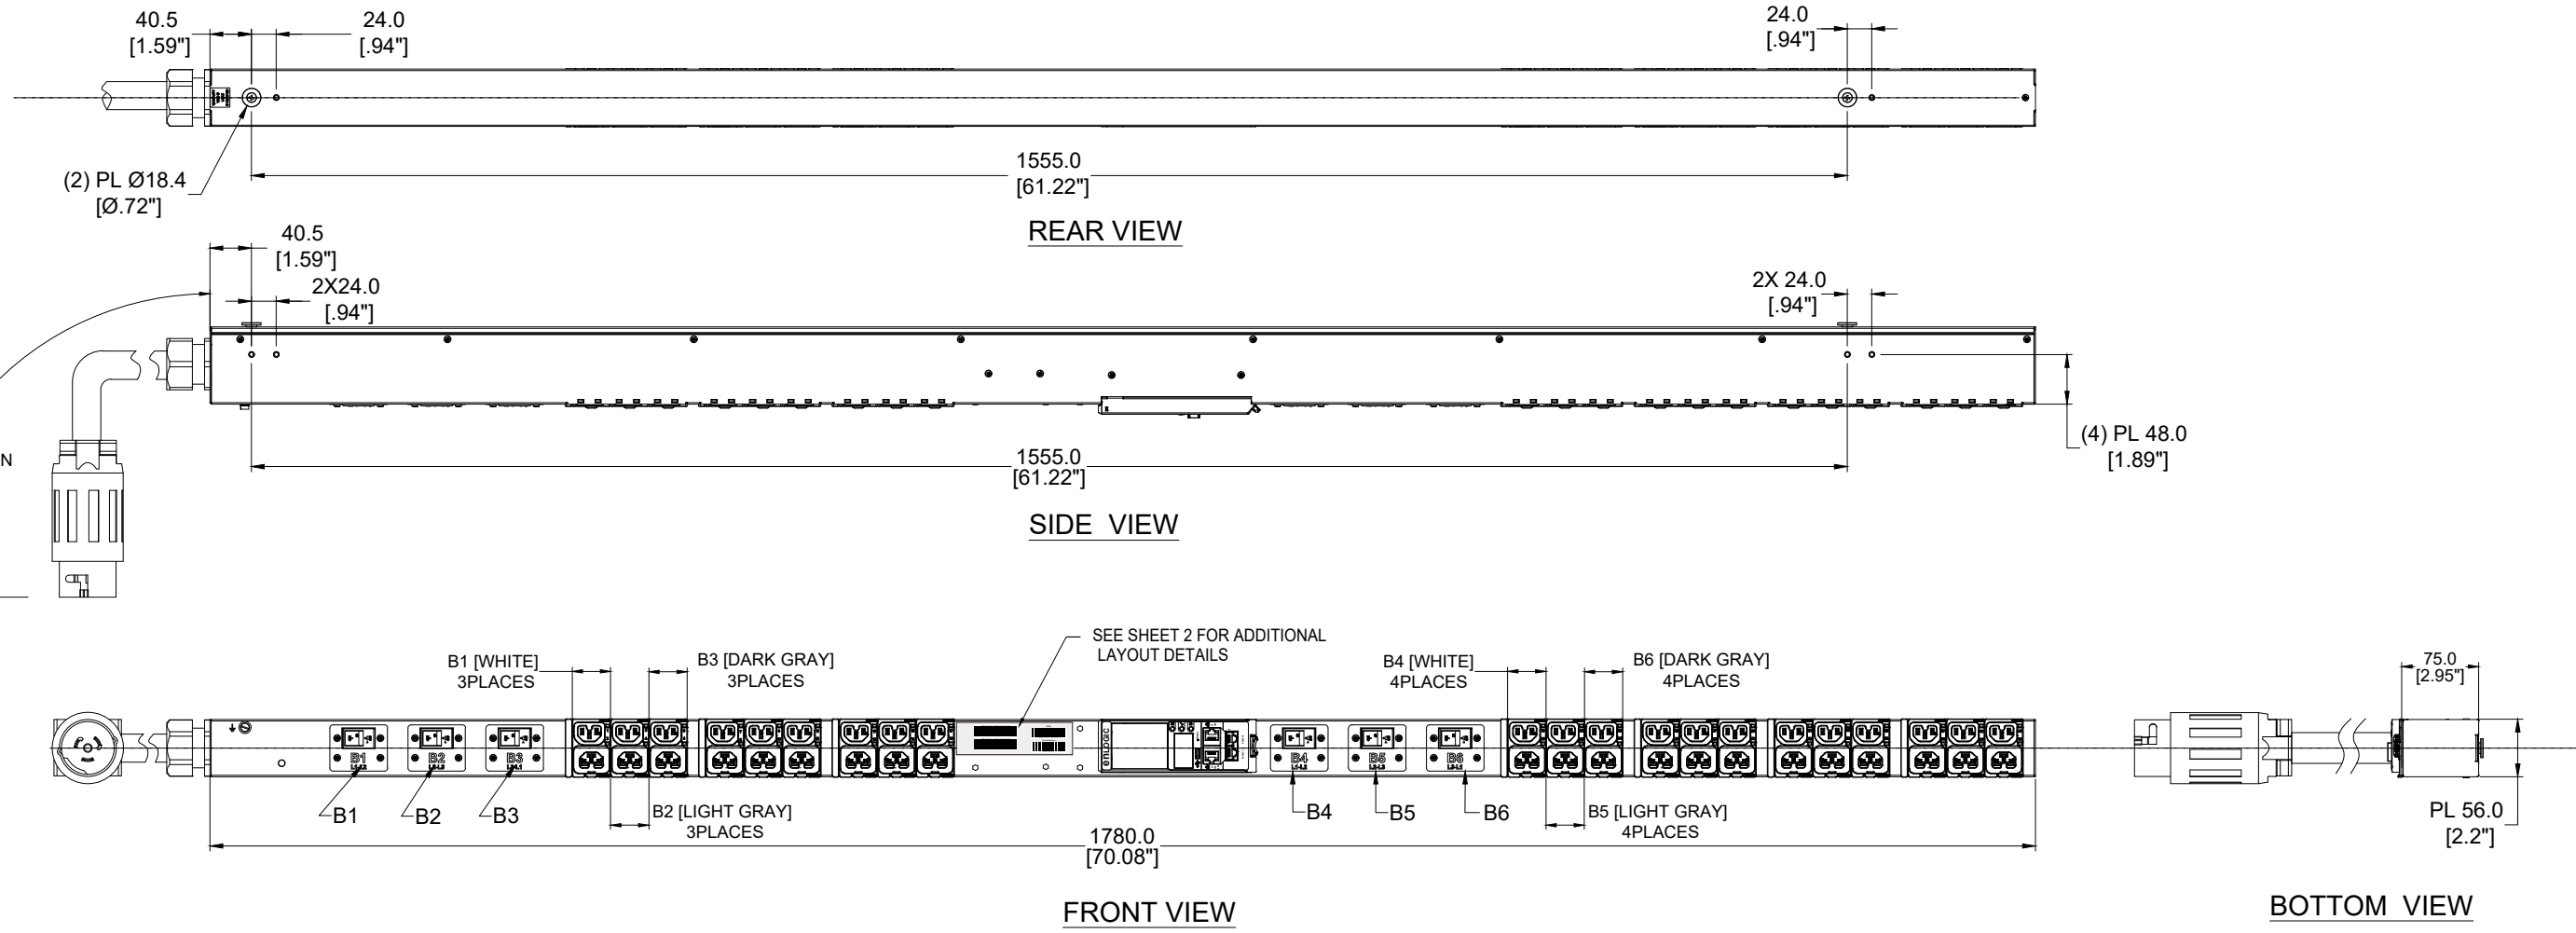 40.5
[1.59"]
24.0
[.94"]
24.0
[.94"]
(2) PL Ø18.4
[Ø.72"]
1555.0
[61.22"]
REAR VIEW
40.5
[1.59"]
2X24.0
[.94"]
2X 24.0
[.94"]
N
1555.0
[61.22"]
(4) PL 48.0
[1.89"]
SIDE VIEW
SEE SHEET 2 FOR ADDITIONAL
LAYOUT DETAILS
B1 [WHITE]
3PLACES
B3 [DARK GRAY]
3PLACES
B4 [WHITE]
4PLACES
B6 [DARK GRAY]
4PLACES
75.0
[2.95"]
B1
B2
B3
B4
B5
B6
B1
B2
B3
B2 [LIGHT GRAY]
3PLACES
B4
B5
B6
B5 [LIGHT GRAY]
4PLACES
PL 56.0
[2.2"]
1780.0
[70.08"]
FRONT VIEW
BOTTOM VIEW